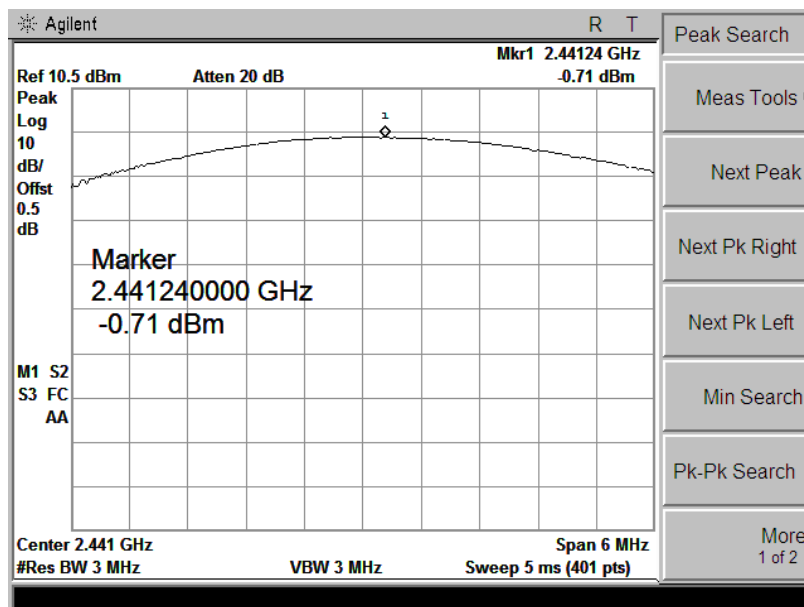 Agilent R T
Mkr1 2.44124 GHz
Ref 10.5 dBm Atten 20 dB -0.71 dBm
Peak
Log
10
dB/
Offst
0.5
dB
1
Marker
2.441240000 GHz
-0.71 dBm
M1 S2
S3 FC
AA
Center 2.441 GHz Span 6 MHz
#Res BW 3 MHz VBW 3 MHz Sweep 5 ms (401 pts)
Peak Search
Meas Tools
Next Peak
Next Pk Right
Next Pk Left
Min Search
Pk-Pk Search
More
1 of 2